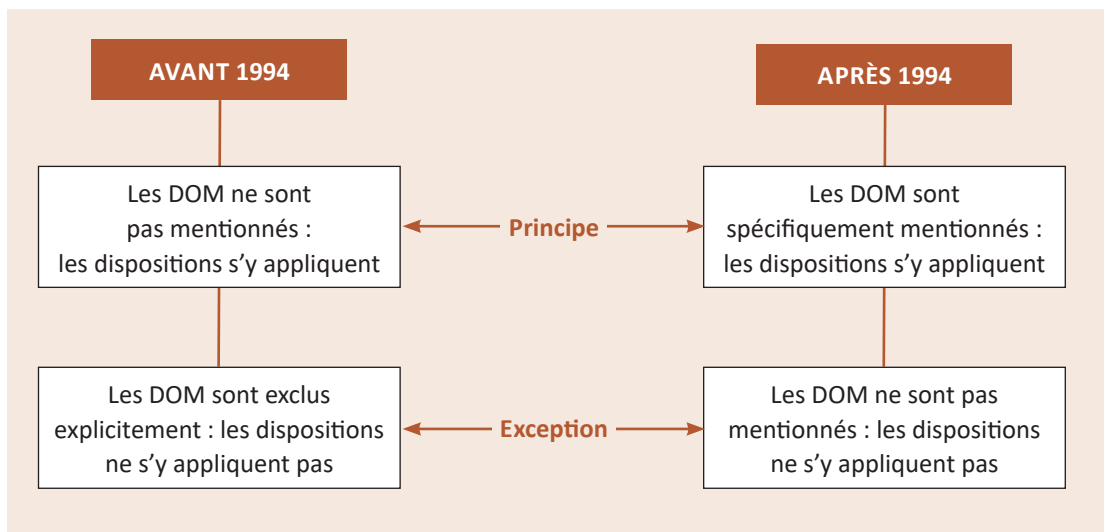 AVANT 1994
APRÈS 1994
Les DOM ne sont
pas mentionnés :
les dispositions s'y appliquent
Principe
Les DOM sont
spécifiquement mentionnés :
les dispositions s'y appliquent
Les DOM sont exclus
explicitement : les dispositions
ne s'y appliquent pas
Exception
Les DOM ne sont pas
mentionnés : les dispositions
ne s'y appliquent pas